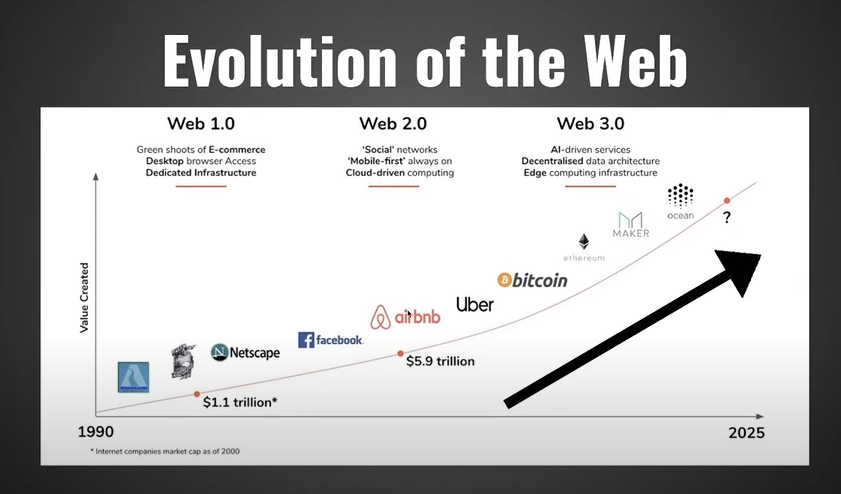 Evolution of the Web
Web 1.0
Green shoots of E-commerce
Desktop browser Access
Dedicated Infrastructure
Web 2.0
'Social' networks
'Mobile-first' always on
Cloud-driven computing
Web 3.0
AI-driven services
Decentralised data architecture
Edge computing infrastructure
Value Created
Netscape
$1.1 trillion*
facebook.
airbnb
$5.9 trillion
Uber
bitcoin
ethereum
MAKER
ocean
?
1990
2025
* Internet companies market cap as of 2000